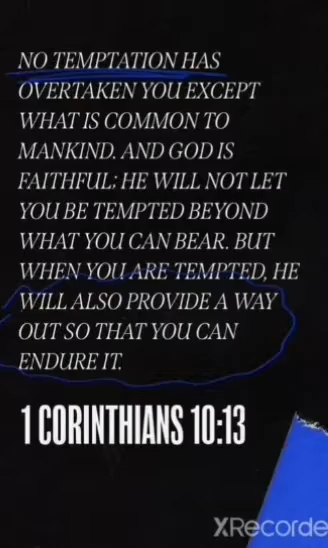 NO TEMPTATION HAS
OVERTAKEN YOU EXCEPT
WHAT IS COMMON TO
MANKIND. AND GOD IS
FAITHFUL; HE WILL NOT LET
YOU BE TEMPTED BEYOND
WHAT YOU CAN BEAR. BUT
WHEN YOU ARE TEMPTED, HE
WILL ALSO PROVIDE A WAY
OUT SO THAT YOU CAN
ENDURE IT.
1 CORINTHIANS 10:13
XRecorde